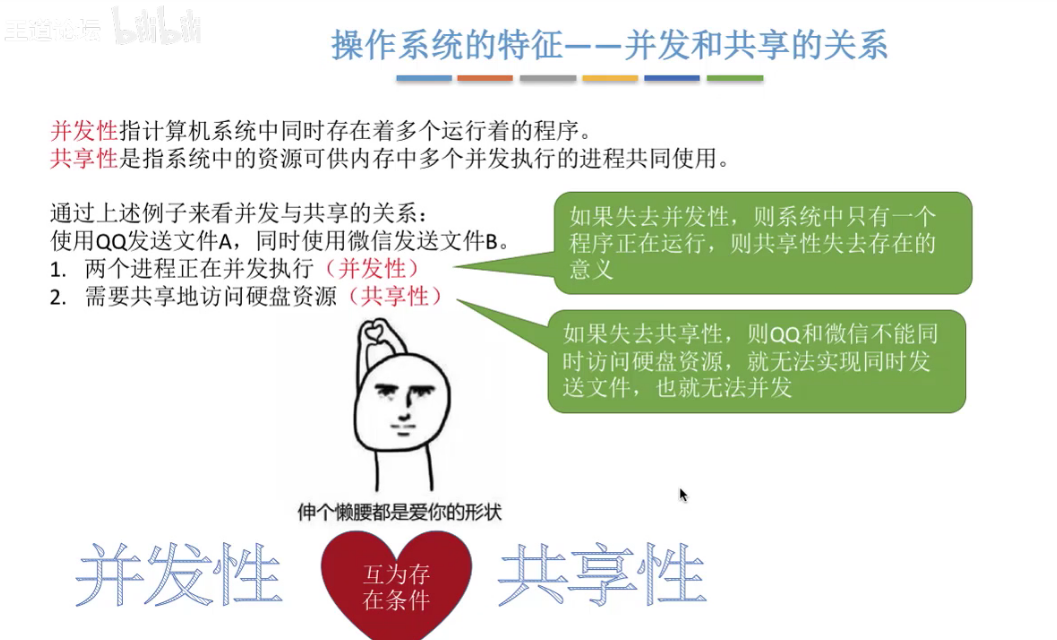 王道论坛 bilibili
操作系统的特征——并发和共享的关系
并发性指计算机系统中同时存在着多个运行着的程序。
共享性是指系统中的资源可供内存中多个并发执行的进程共同使用。
通过上述例子来看并发与共享的关系：
使用QQ发送文件A，同时使用微信发送文件B。
1. 两个进程正在并发执行（并发性）
2. 需要共享地访问硬盘资源（共享性）
如果失去并发性，则系统中只有一个
程序正在运行，则共享性失去存在的
意义
如果失去共享性，则QQ和微信不能同
时访问硬盘资源，就无法实现同时发
送文件，也就无法并发
伸个懒腰都是爱你的形状
并发性
互为存
在条件
共享性